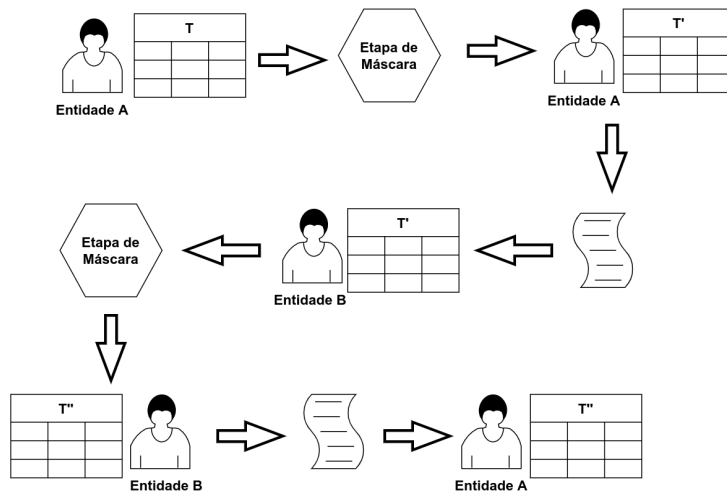 T
Entidade A
Etapa de
Máscara
T'
Entidade A
Etapa de
Máscara
T'
Entidade B
T''
Entidade B
T''
Entidade A